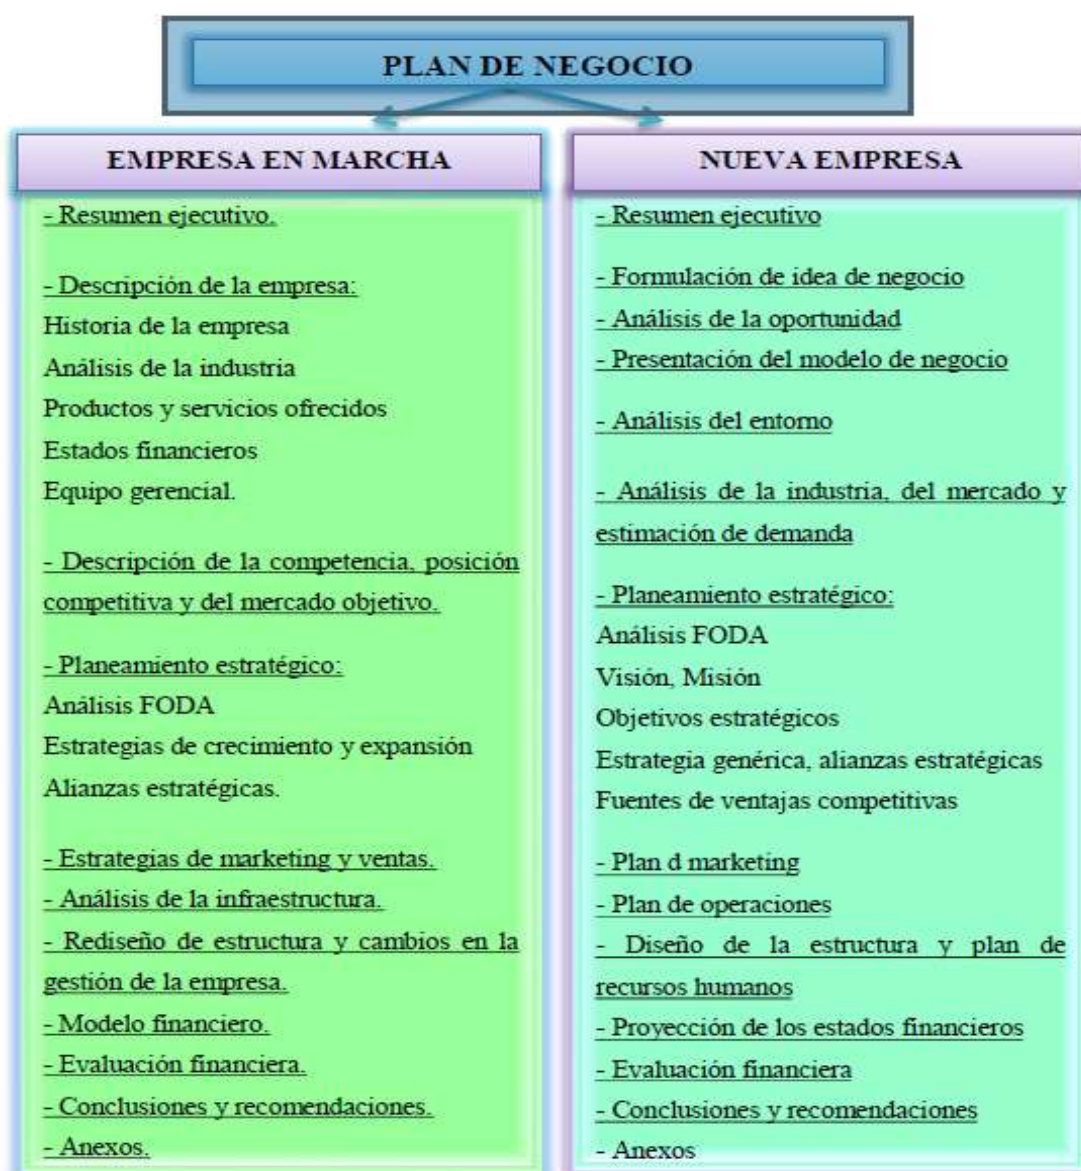 PLAN DE NEGOCIO
EMPRESA EN MARCHA
- Resumen ejecutivo.
- Descripción de la empresa:
Historia de la empresa
Análisis de la industria
Productos y servicios ofrecidos
Estados financieros
Equipo gerencial.
- Descripción de la competencia, posición
competitiva y del mercado objetivo.
- Planeamiento estratégico:
Análisis FODA
Estrategias de crecimiento y expansión
Alianzas estratégicas.
- Estrategias de marketing y ventas.
- Análisis de la infraestructura.
- Rediseño de estructura y cambios en la
gestión de la empresa.
- Modelo financiero.
- Evaluación financiera.
- Conclusiones y recomendaciones.
- Anexos.
NUEVA EMPRESA
- Resumen ejecutivo
- Formulación de idea de negocio
- Análisis de la oportunidad
- Presentación del modelo de negocio
- Análisis del entorno
- Análisis de la industria, del mercado y
estimación de demanda
- Planeamiento estratégico:
Análisis FODA
Visión, Misión
Objetivos estratégicos
Estrategia genérica, alianzas estratégicas
Fuentes de ventajas competitivas
- Plan d marketing
- Plan de operaciones
- Diseño de la estructura y plan de
recursos humanos
- Proyección de los estados financieros
- Evaluación financiera
- Conclusiones y recomendaciones
- Anexos